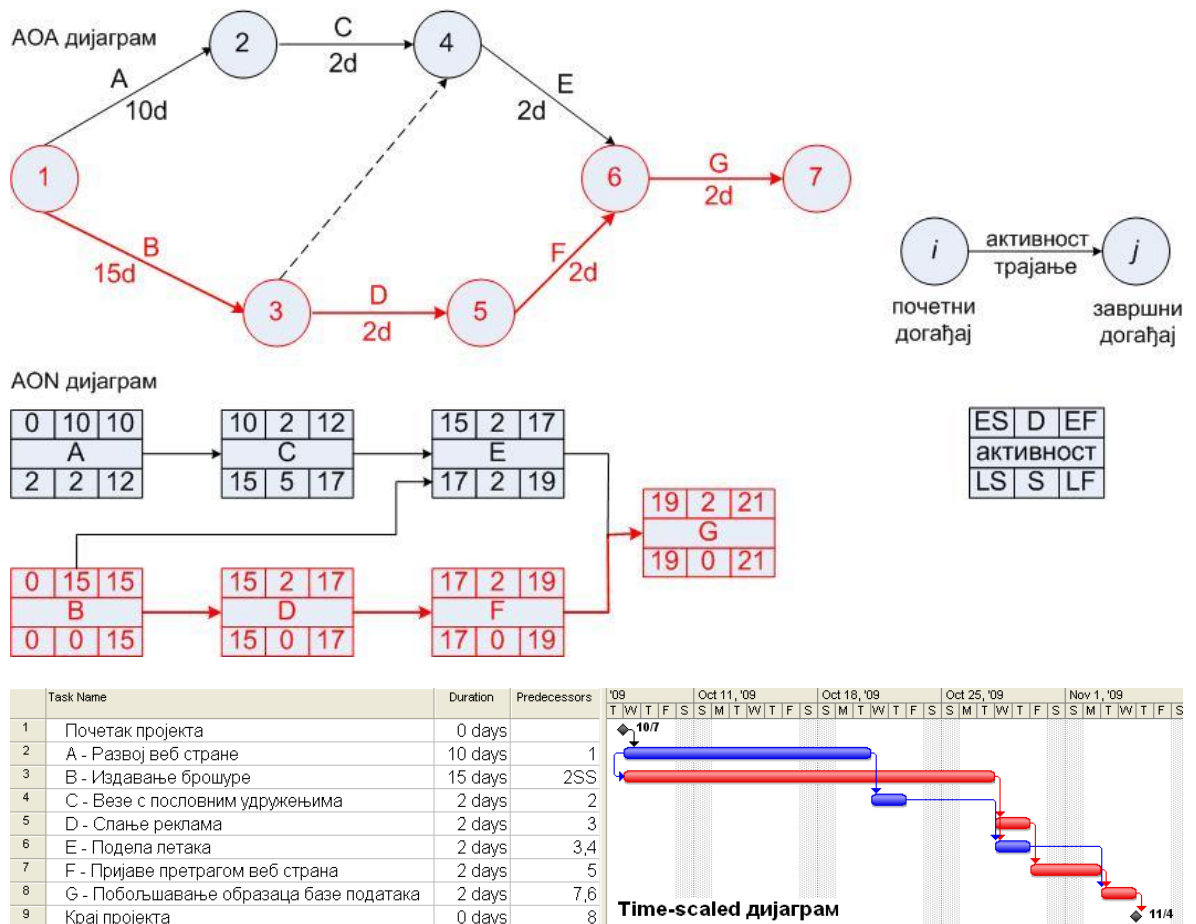 АОА дијаграм
1
A
10d
2
C
2d
4
E
2d
B
15d
3
D
2d
5
F
2d
6
G
2d
7
i
активност
трајање
j
почетни
догађај
завршни
догађај
АОN дијаграм
0 10 10
A
2 2 12
10 2 12
C
15 5 17
15 2 17
E
17 2 19
19 2 21
G
19 0 21
0 15 15
B
0 0 15
15 2 17
D
15 0 17
17 2 19
F
17 0 19
ES D EF
активност
LS S LF
Task Name Duration Predecessors '09 Oct 11, '09 Oct 18, '09 Oct 25, '09 Nov 1, '09
T W T F S S M T W T F S S M T W T F S S M T W T F S S M T W T F S
1 Почетак пројекта 0 days 10/7
2 А - Развој веб стране 10 days 1
3 B - Издавање брошуре 15 days 2SS
4 C - Везе с пословним удружењима 2 days 2
5 D - Слање реклама 2 days 3
6 E - Подела летака 2 days 3,4
7 F - Пријаве претрагом веб страна 2 days 5
8 G - Побољшавање образаца базе података 2 days 7,6
9 Крај пројекта 0 days 8 11/4
Time-scaled дијаграм